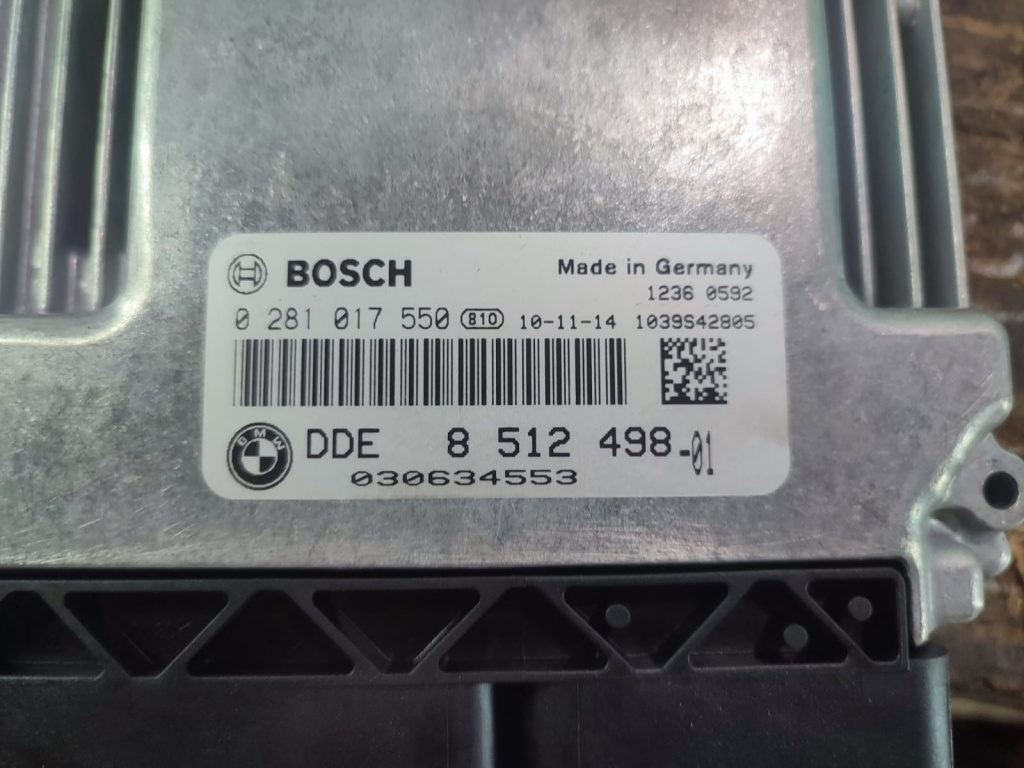 BOSCH
Made in Germany
1236 0592
0 281 017 550 810 10-11-14 1039S42805
BMW
DDE 8 512 498-01
030634553